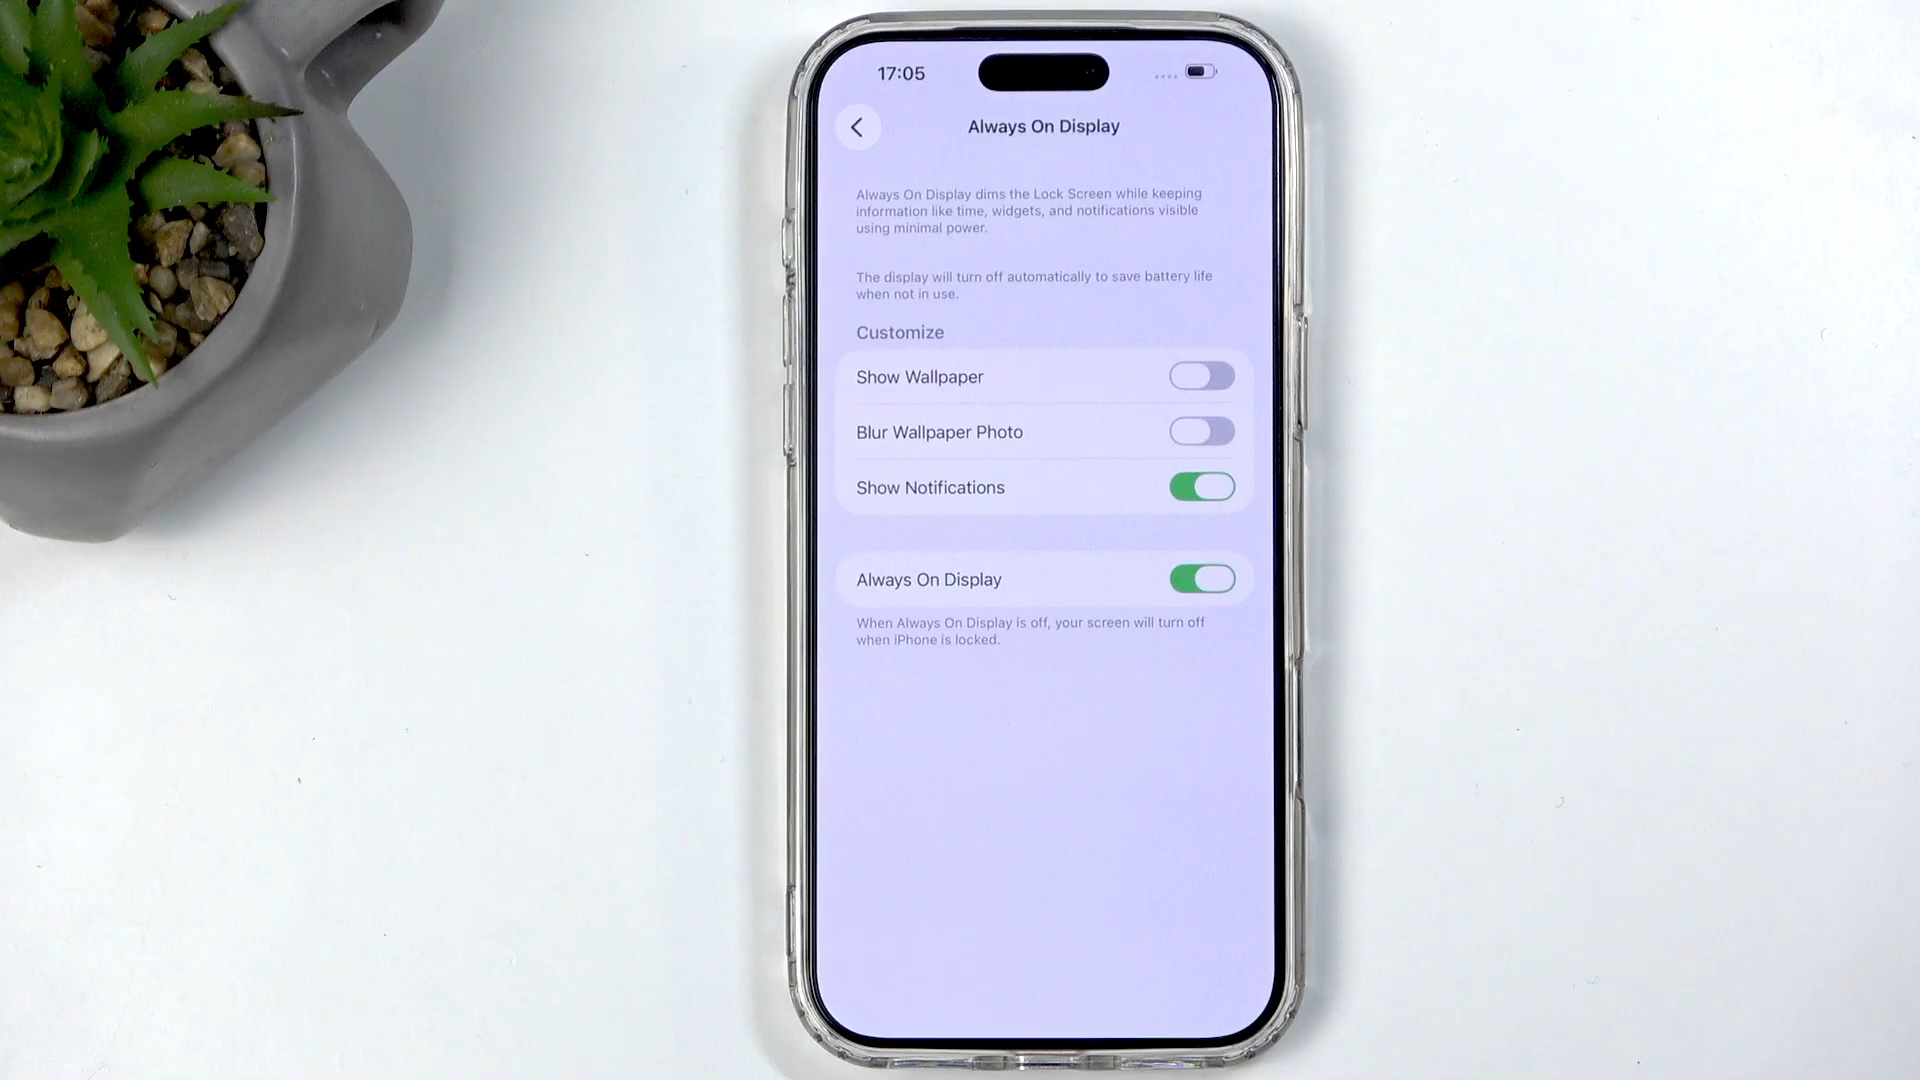 17:05
Always On Display
Always On Display dims the Lock Screen while keeping
information like time, widgets, and notifications visible
using minimal power.
The display will turn off automatically to save battery life
when not in use.
Customize
Show Wallpaper
Blur Wallpaper Photo
Show Notifications
Always On Display
When Always On Display is off, your screen will turn off
when iPhone is locked.